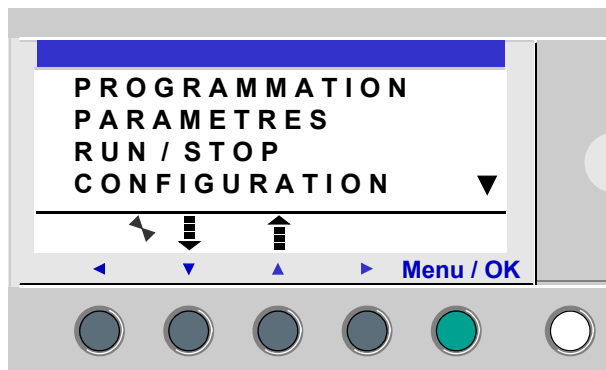 PROGRAMMATION
PARAMETRES
RUN / STOP
CONFIGURATION
Menu / OK